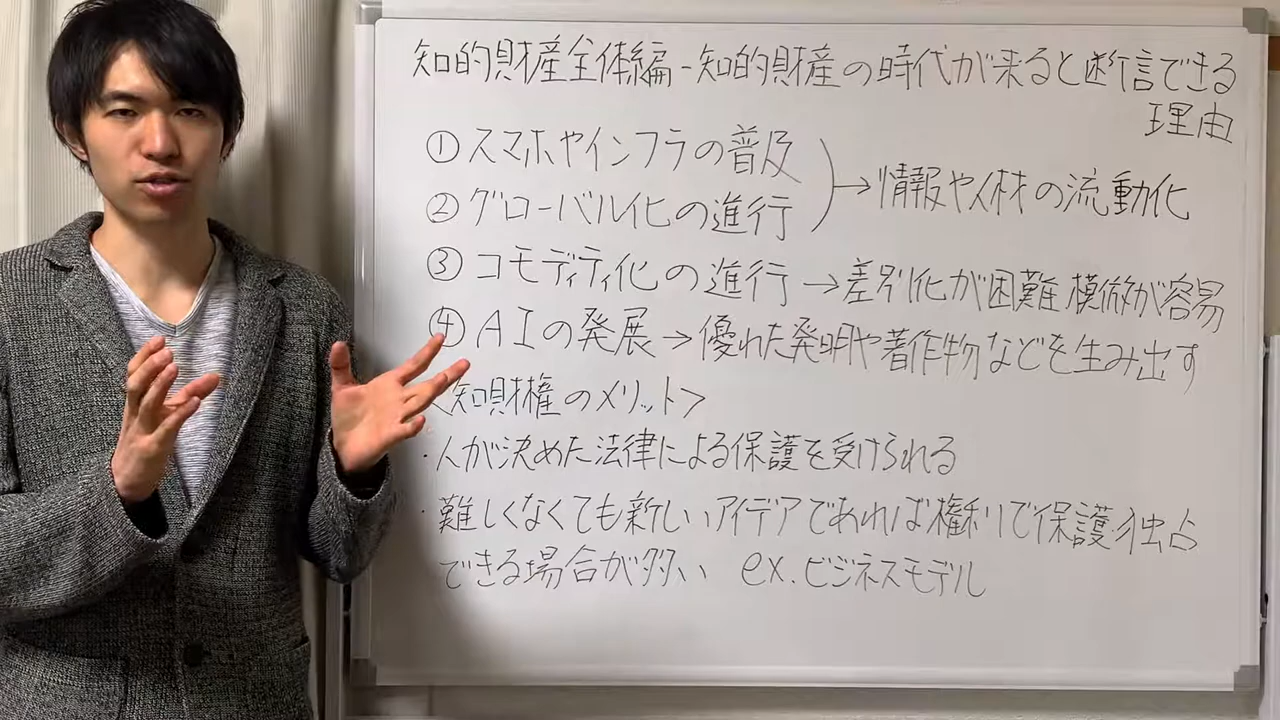 知的財産全体編-知的財産の時代が来ると断信できる
理由
①スマホやインフラの普及
②グローバル化の進行
→情報や人材の流動化
③コモディティ化の進行→差別化が困難 模倣が容易
④AIの発展→優れた発明や著作物などを生み出す
<知財権のメリット>
・人が決めた法律による保護を受けられる
・難しくなくても新しいアイデアであれば権利で保護 独占
できる場合が多い ex.ビジネスモデル